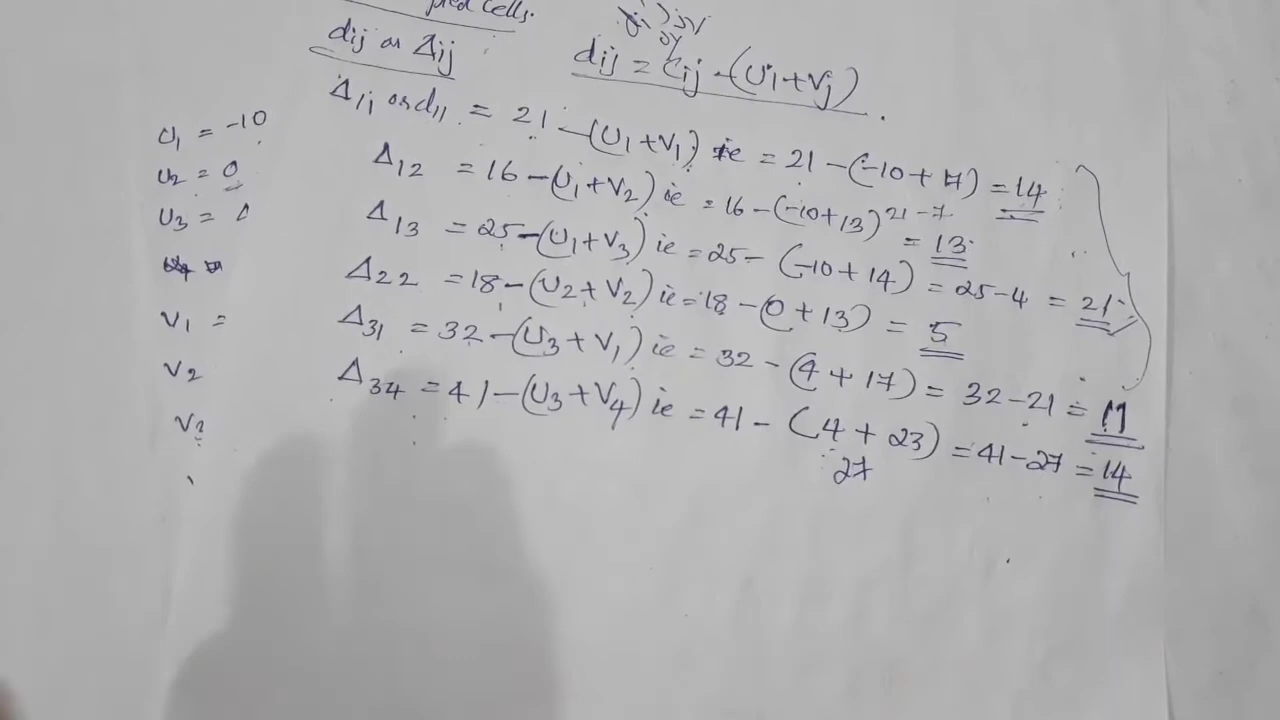 cells.
dij or Δij
dij = Cij - (Ui+Vj)
Δ11 or d11 = 21 - (U1+V1) ie = 21 - (-10+17) = 14
21-7
Δ12 = 16 - (U1+V2) ie = 16 - (-10+13) = 13
Δ13 = 25 - (U1+V3) ie = 25 - (-10+14) = 25-4 = 21
Δ22 = 18 - (U2+V2) ie = 18 - (0+13) = 5
Δ31 = 32 - (U3+V1) ie = 32 - (4+17) = 32-21 = 11
Δ34 = 41 - (U3+V4) ie = 41 - (4+23) = 41-27 = 14
27
U1 = -10
U2 = 0
U3 = 4
V1 =
V2
V3